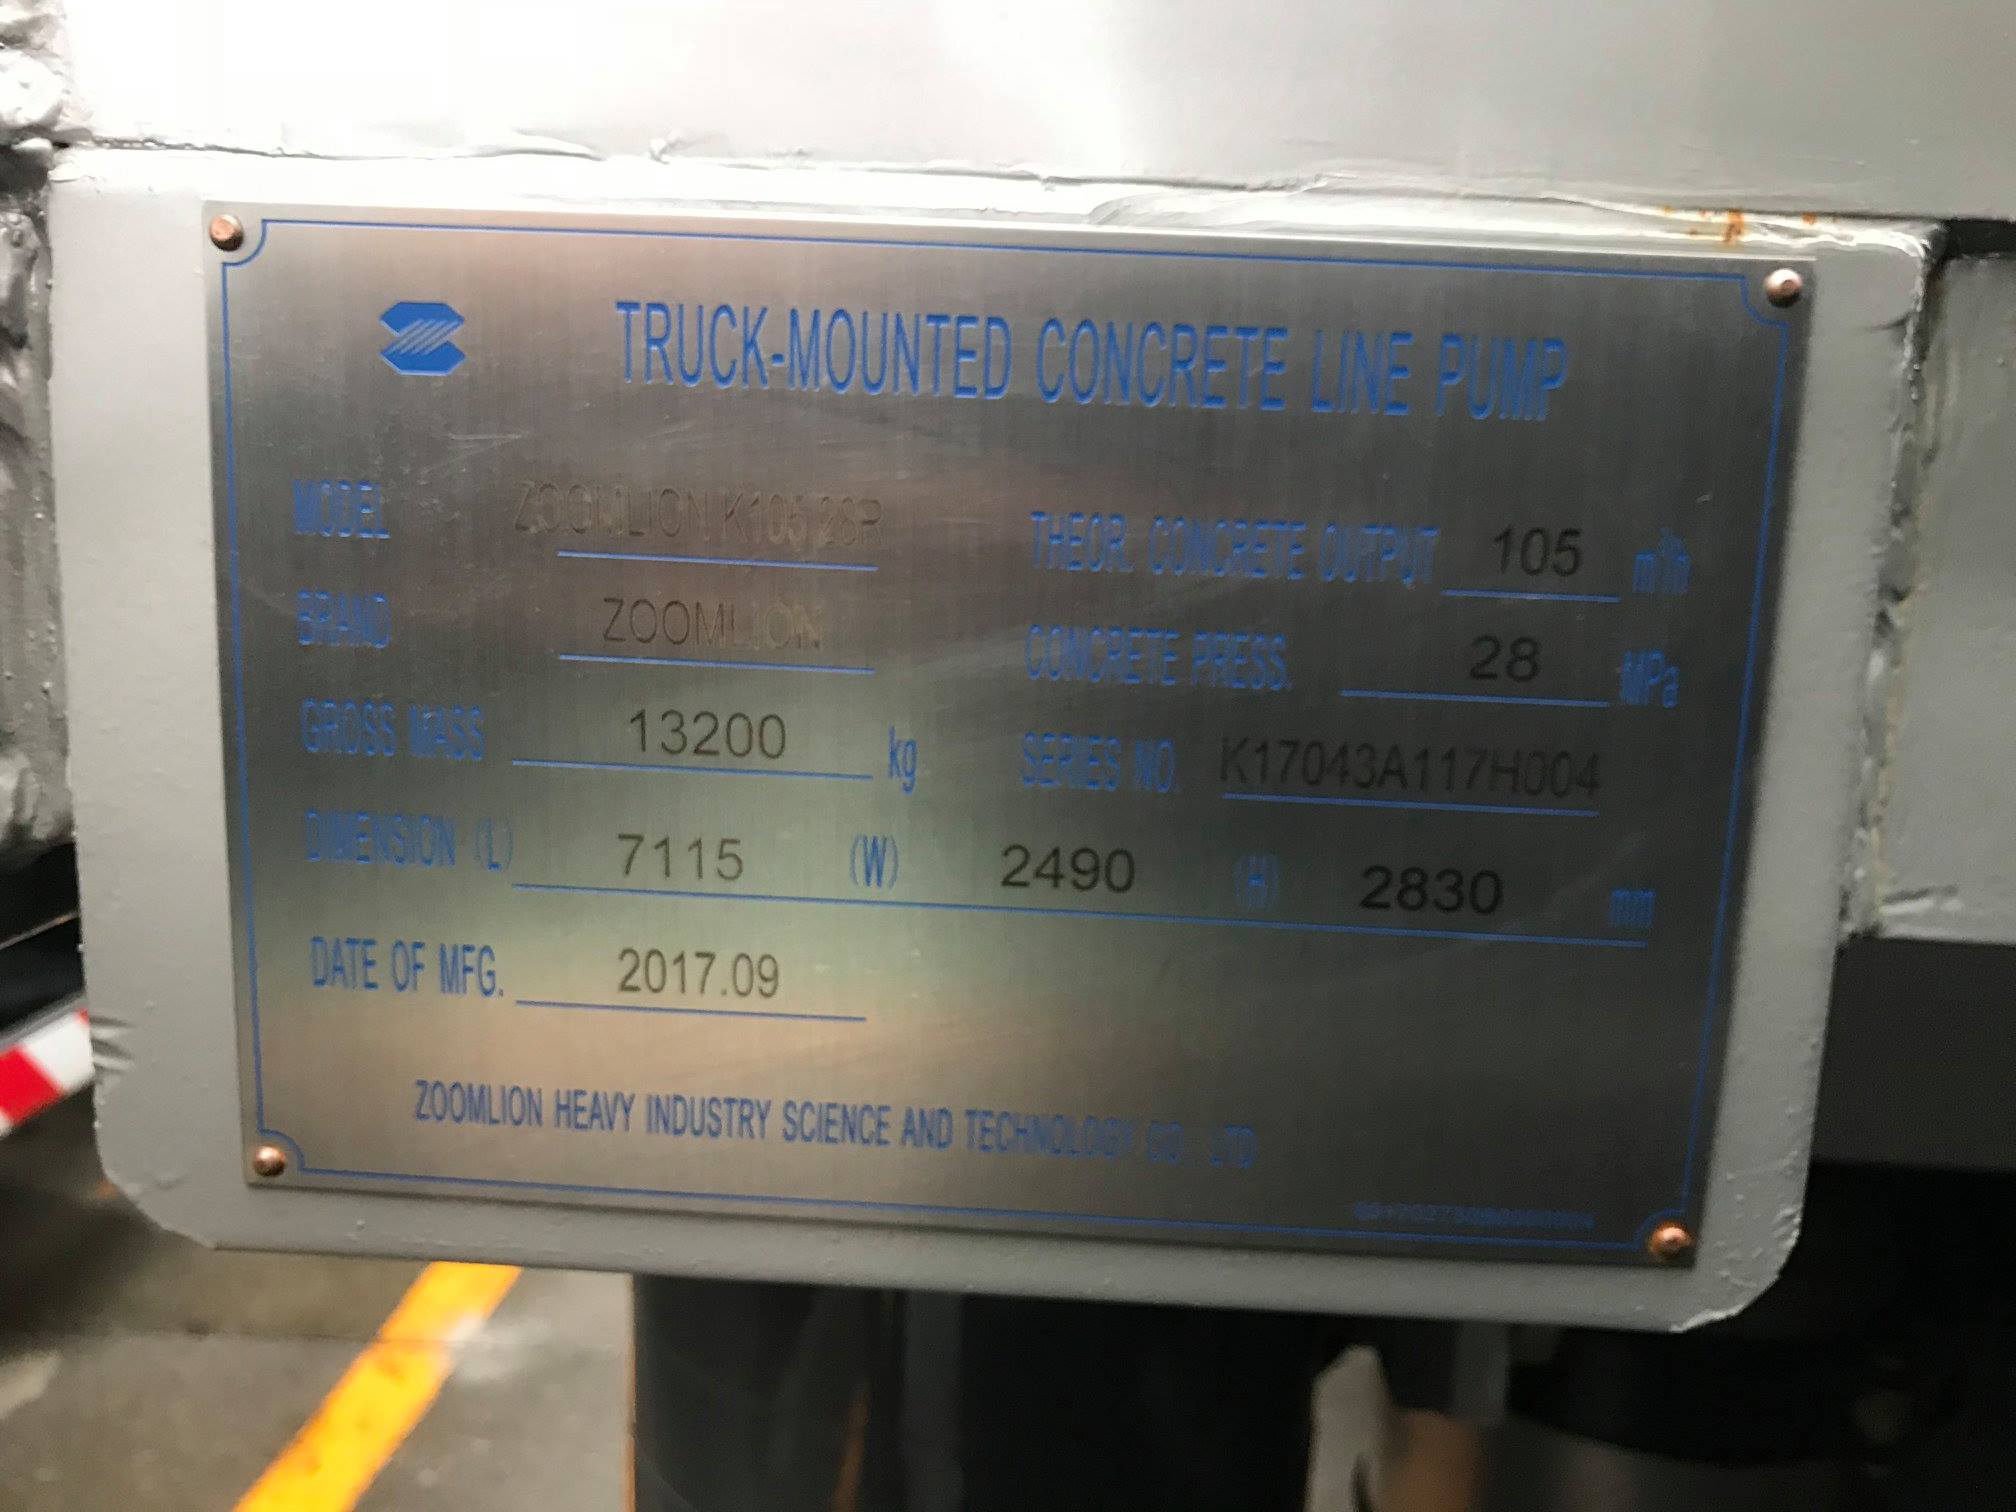 TRUCK-MOUNTED CONCRETE LINE PUMP
MODEL ZOOMLION K105 28R
THEOR. CONCRETE OUTPUT 105 m³/h
BRAND ZOOMLION
CONCRETE PRESS. 28 MPa
GROSS MASS 13200 kg
SERIES NO. K17043A117H004
DIMENSION (L) 7115 (W) 2490 (H) 2830 mm
DATE OF MFG. 2017.09
ZOOMLION HEAVY INDUSTRY SCIENCE AND TECHNOLOGY CO., LTD